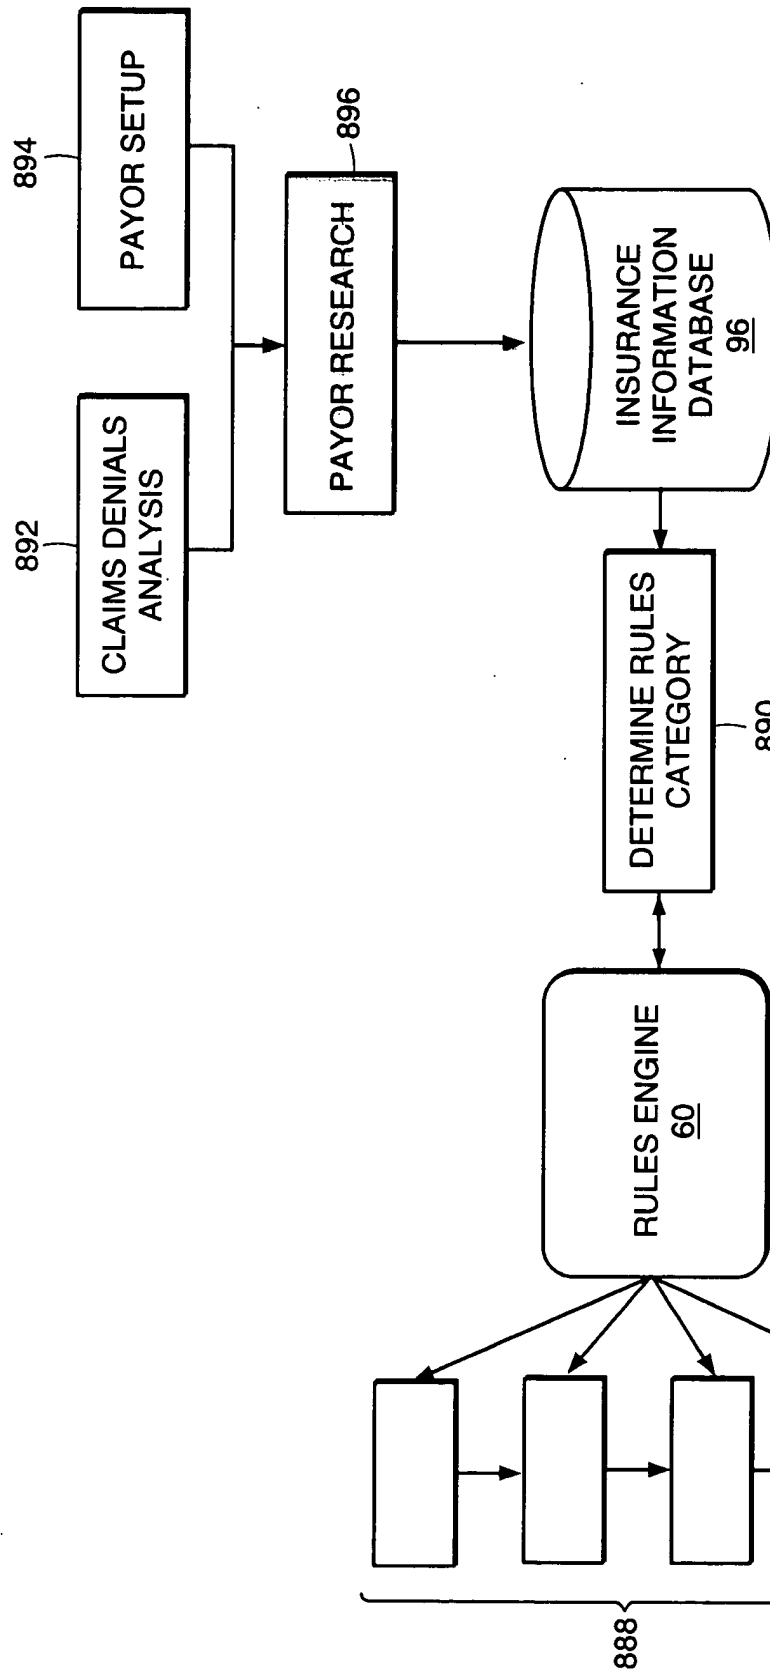 892
894
CLAIMS DENIALS
ANALYSIS
PAYOR SETUP
896
PAYOR RESEARCH
888
RULES ENGINE
60
DETERMINE RULES
CATEGORY
890
INSURANCE
INFORMATION
DATABASE
96